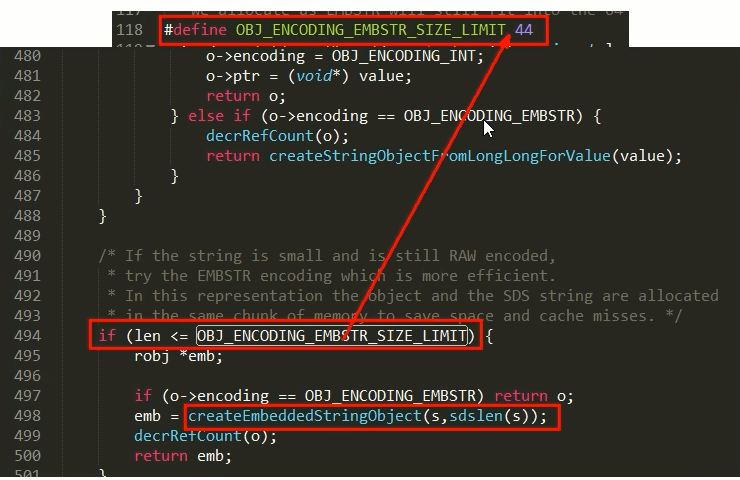 118 #define OBJ_ENCODING_EMBSTR_SIZE_LIMIT 44
480 o->encoding = OBJ_ENCODING_INT;
481 o->ptr = (void*) value;
482 return o;
483 } else if (o->encoding == OBJ_ENCODING_EMBSTR) {
484 decrRefCount(o);
485 return createStringObjectFromLongLongForValue(value);
486 }
487 }
488 }
489
490 /* If the string is small and is still RAW encoded,
491 * try the EMBSTR encoding which is more efficient.
492 * In this representation the object and the SDS string are allocated
493 * in the same chunk of memory to save space and cache misses. */
494 if (len <= OBJ_ENCODING_EMBSTR_SIZE_LIMIT) {
495 robj *emb;
496
497 if (o->encoding == OBJ_ENCODING_EMBSTR) return o;
498 emb = createEmbeddedStringObject(s,sdslen(s));
499 decrRefCount(o);
500 return emb;
501 }